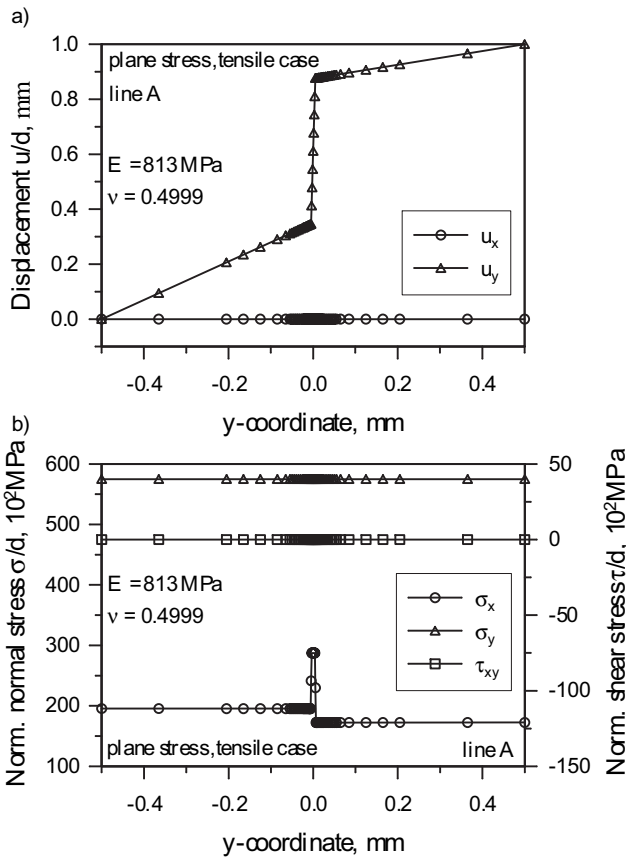 a)
1.0
0.8
0.6
0.4
0.2
0.0
Displacement u/d, mm
plane stress, tensile case
line A
E = 813 MPa
ν = 0.4999
u_x
u_y
-0.4 -0.2 0.0 0.2 0.4
y-coordinate, mm
b)
600
500
400
300
200
100
Norm. normal stress σ/d, 10²MPa
50
0
-50
-100
-150
Norm. shear stress τ/d, 10²MPa
E = 813 MPa
ν = 0.4999
σ_x
σ_y
τ_xy
plane stress, tensile case line A
-0.4 -0.2 0.0 0.2 0.4
y-coordinate, mm